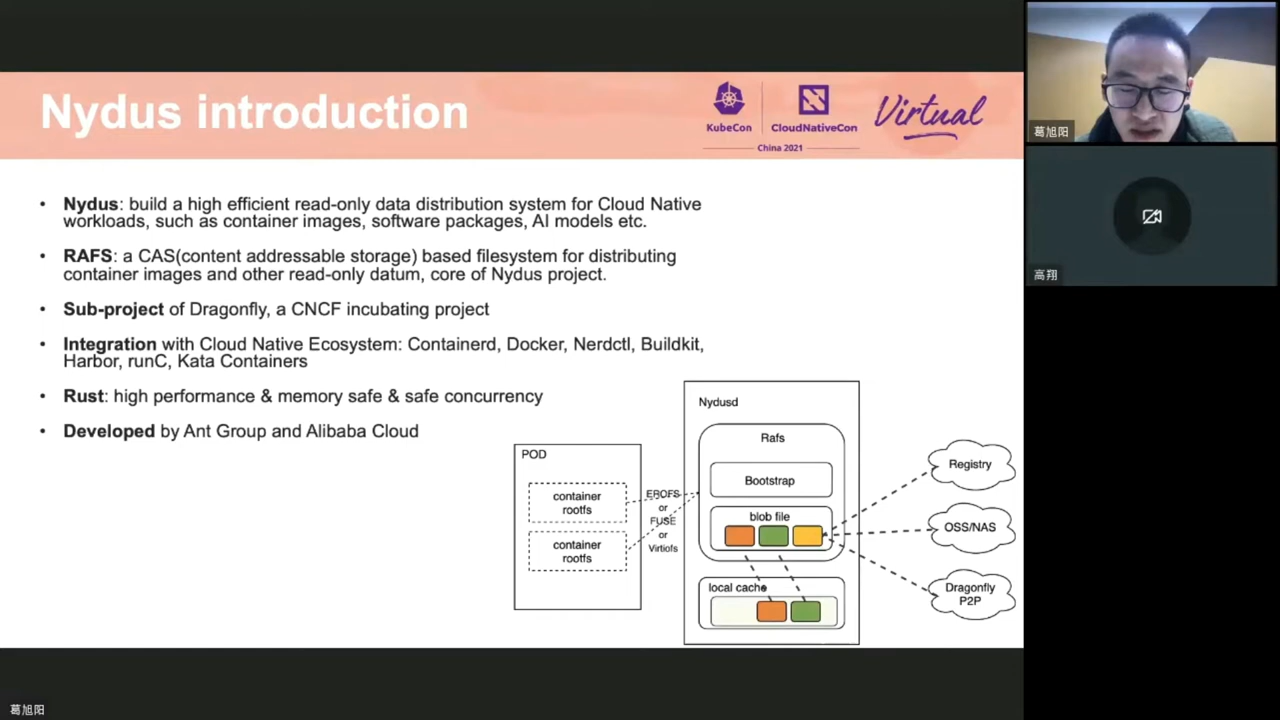 Nydus introduction
KubeCon
CloudNativeCon
China 2021
Virtual
葛旭阳
高翔
• Nydus: build a high efficient read-only data distribution system for Cloud Native
workloads, such as container images, software packages, AI models etc.
• RAFS: a CAS(content addressable storage) based filesystem for distributing
container images and other read-only datum, core of Nydus project.
• Sub-project of Dragonfly, a CNCF incubating project
• Integration with Cloud Native Ecosystem: Containerd, Docker, Nerdctl, Buildkit,
Harbor, runC, Kata Containers
• Rust: high performance & memory safe & safe concurrency
• Developed by Ant Group and Alibaba Cloud
POD
container
rootfs
container
rootfs
EROFS
or
FUSE
or
Virtiofs
Nydusd
Rafs
Bootstrap
blob file
local cache
Registry
OSS/NAS
Dragonfly
P2P
葛旭阳